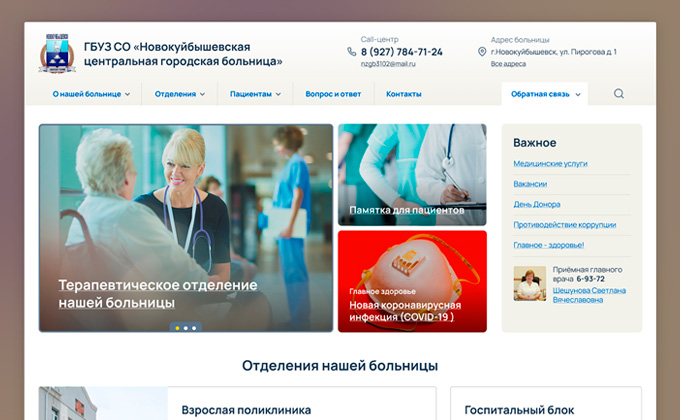 НОВОКУЙБЫШЕВСК
ГБУЗ СО «Новокуйбышевская
центральная городская больница»
Call-центр
8 (927) 784-71-24
nzgb3102@mail.ru
Адрес больницы
г.Новокуйбышевск, ул. Пирогова д. 1
Все адреса
О нашей больнице
Отделения
Пациентам
Вопрос и ответ
Контакты
Обратная связь
Терапевтическое отделение
нашей больницы
Памятка для пациентов
Главное здоровье
Новая коронавирусная
инфекция (COVID-19 )
Важное
Медицинские услуги
Вакансии
День Донора
Противодействие коррупции
Главное - здоровье!
Приёмная главного
врача 6-93-72
Шешунова Светлана
Вячеславовна
Отделения нашей больницы
Взрослая поликлиника
Госпитальный блок